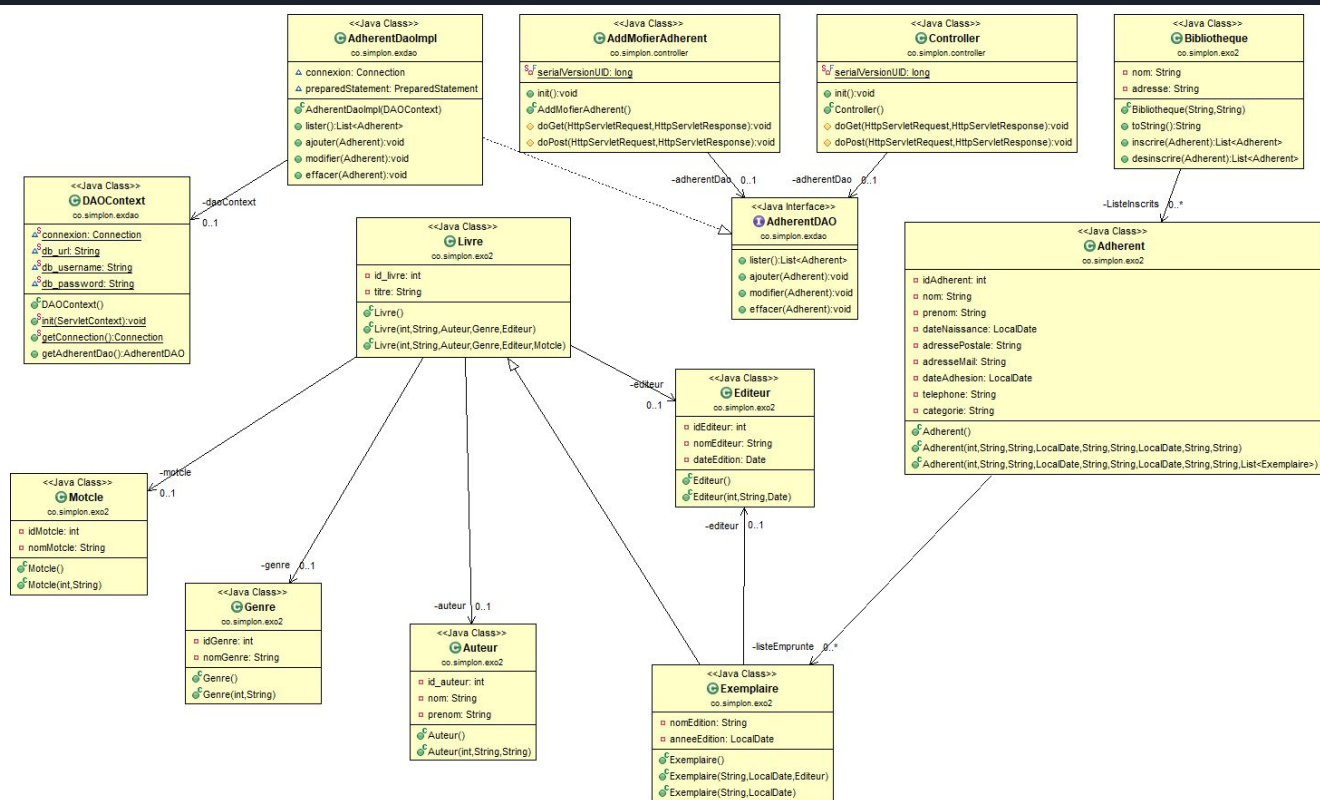 <<Java Class>>
AdherentDaoImpl
co.simplon.exdao
connexion: Connection
preparedStatement: PreparedStatement
AdherentDaoImpl(DAOContext)
lister():List<Adherent>
ajouter(Adherent):void
modifier(Adherent):void
effacer(Adherent):void
<<Java Class>>
AddMofierAdherent
co.simplon.controller
serialVersionUID: long
init():void
AddMofierAdherent()
doGet(HttpServletRequest,HttpServletResponse):void
doPost(HttpServletRequest,HttpServletResponse):void
<<Java Class>>
Controller
co.simplon.controller
serialVersionUID: long
init():void
Controller()
doGet(HttpServletRequest,HttpServletResponse):void
doPost(HttpServletRequest,HttpServletResponse):void
<<Java Class>>
Bibliotheque
co.simplon.exo2
nom: String
adresse: String
Bibliotheque(String,String)
toString():String
inscrire(Adherent):List<Adherent>
desinscrire(Adherent):List<Adherent>
-daoContext
0..1
-adherentDao 0..1
-adherentDao 0..1
-ListeInscrits 0..*
<<Java Class>>
DAOContext
co.simplon.exdao
connexion: Connection
db_url: String
db_username: String
db_password: String
DAOContext()
init(ServletContext):void
getConnection():Connection
getAdherentDao():AdherentDAO
<<Java Class>>
Livre
co.simplon.exo2
id_livre: int
titre: String
Livre()
Livre(int,String,Auteur,Genre,Editeur)
Livre(int,String,Auteur,Genre,Editeur,Motcle)
<<Java Interface>>
AdherentDAO
co.simplon.exdao
lister():List<Adherent>
ajouter(Adherent):void
modifier(Adherent):void
effacer(Adherent):void
<<Java Class>>
Adherent
co.simplon.exo2
idAdherent: int
nom: String
prenom: String
dateNaissance: LocalDate
adressePostale: String
adresseMail: String
dateAdhesion: LocalDate
telephone: String
categorie: String
Adherent()
Adherent(int,String,String,LocalDate,String,String,LocalDate,String,String)
Adherent(int,String,String,LocalDate,String,String,LocalDate,String,String,List<Exemplaire>)
-editeur
0..1
<<Java Class>>
Editeur
co.simplon.exo2
idEditeur: int
nomEditeur: String
dateEdition: Date
Editeur()
Editeur(int,String,Date)
-editeur 0..1
-motcle
0..1
<<Java Class>>
Motcle
co.simplon.exo2
idMotcle: int
nomMotcle: String
Motcle()
Motcle(int,String)
-genre 0..1
<<Java Class>>
Genre
co.simplon.exo2
idGenre: int
nomGenre: String
Genre()
Genre(int,String)
-auteur 0..1
<<Java Class>>
Auteur
co.simplon.exo2
id_auteur: int
nom: String
prenom: String
Auteur()
Auteur(int,String,String)
-listeEmprunte 0..*
<<Java Class>>
Exemplaire
co.simplon.exo2
nomEdition: String
anneeEdition: LocalDate
Exemplaire()
Exemplaire(String,LocalDate,Editeur)
Exemplaire(String,LocalDate)